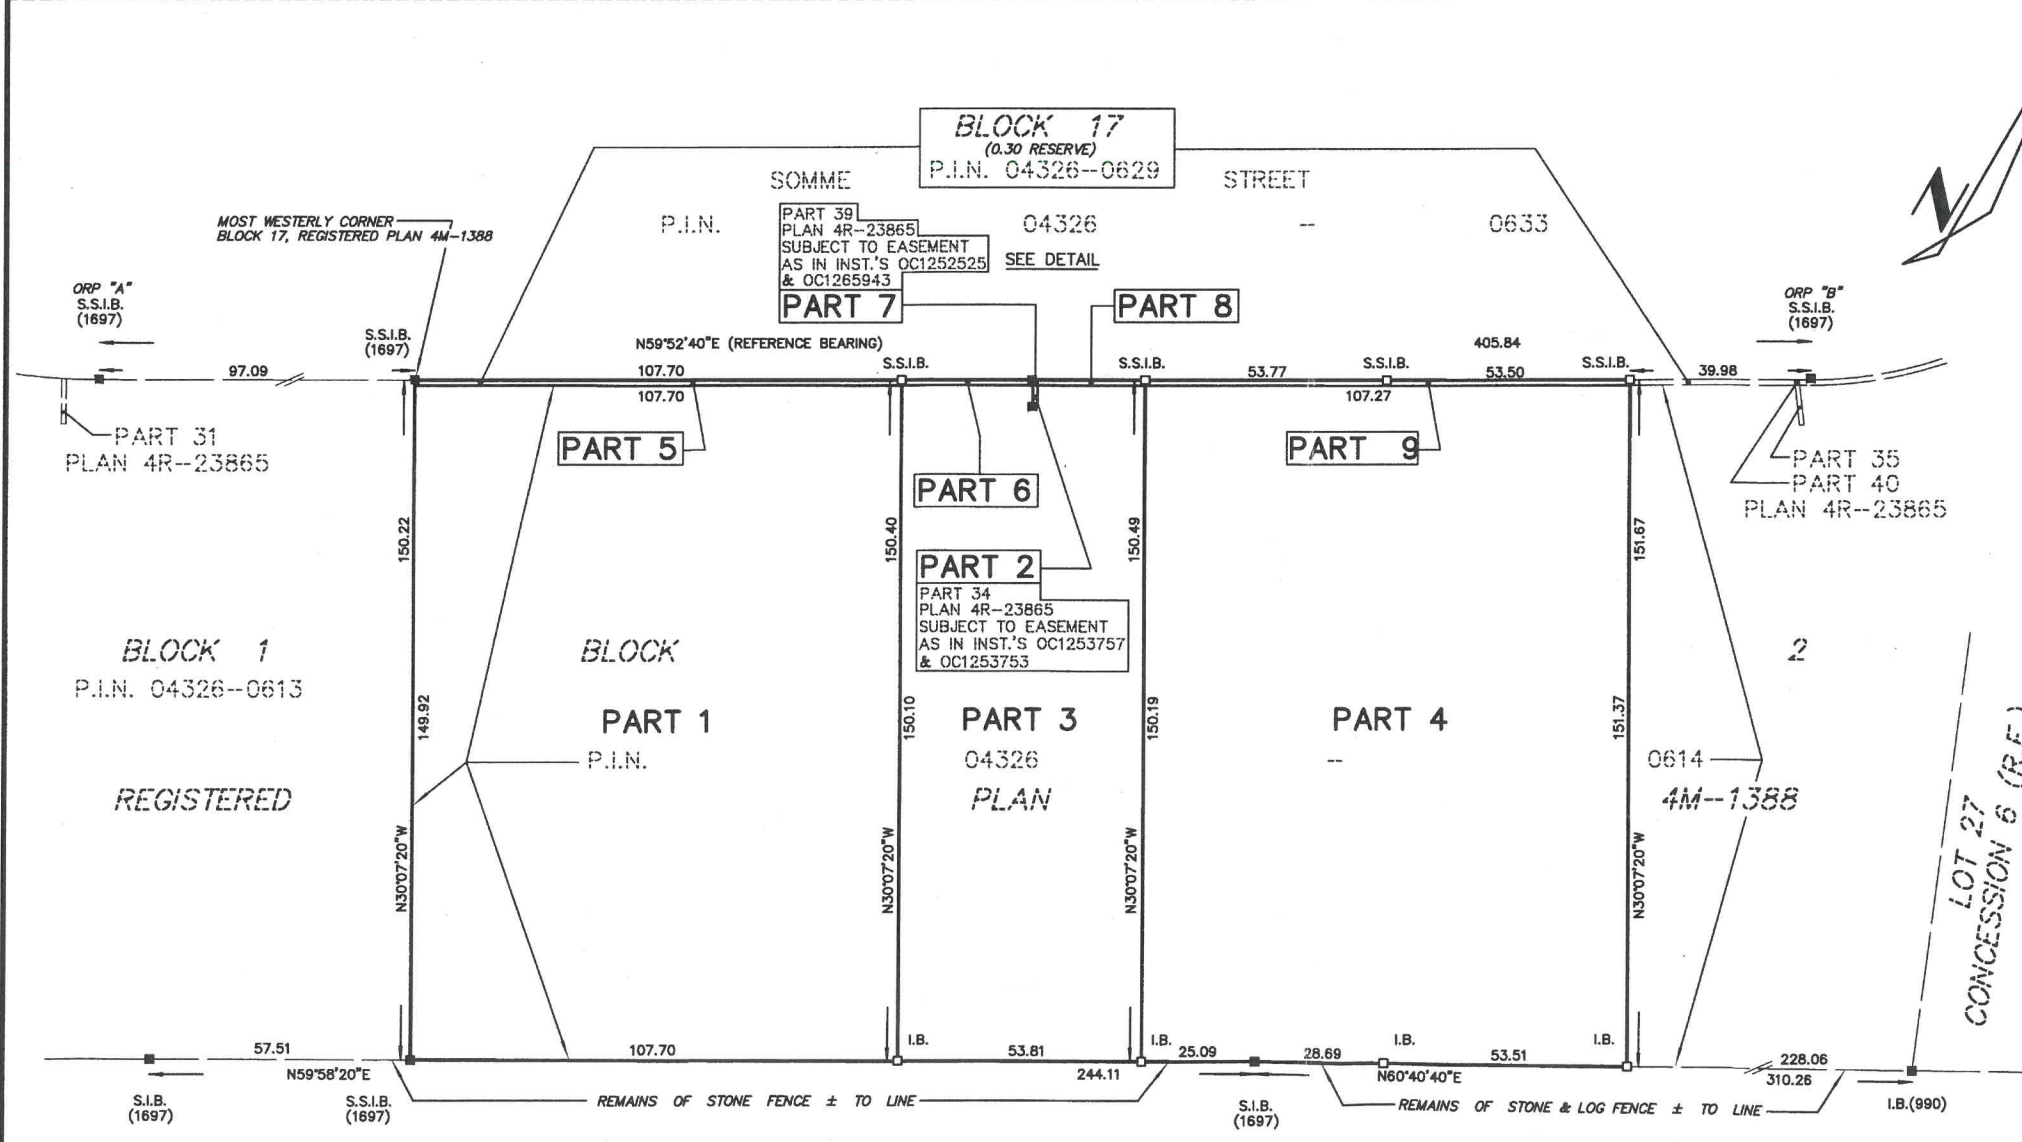 BLOCK 17
(0.30 RESERVE)
P.I.N. 04326--0629
SOMME STREET
P.I.N. 04326 -- 0633
PART 39
PLAN 4R--23865
SUBJECT TO EASEMENT
AS IN INST.'S OC1252525
& OC1265943
SEE DETAIL
PART 7
PART 8
MOST WESTERLY CORNER
BLOCK 17, REGISTERED PLAN 4M-1388
N
ORP "A"
S.S.I.B.
(1697)
S.S.I.B.
(1697)
ORP "B"
S.S.I.B.
(1697)
N59°52'40"E (REFERENCE BEARING)
405.84
97.09
107.70
S.S.I.B.
S.S.I.B.
53.77
S.S.I.B.
53.50
S.S.I.B.
39.98
107.70
107.27
PART 31
PLAN 4R--23865
PART 5
PART 9
PART 6
PART 35
PART 40
PLAN 4R--23865
150.22
150.40
150.49
151.67
PART 2
PART 34
PLAN 4R--23865
SUBJECT TO EASEMENT
AS IN INST.'S OC1253757
& OC1253753
BLOCK 1
P.I.N. 04326--0613
BLOCK
2
149.92
150.10
150.19
151.37
PART 1
PART 3
PART 4
P.I.N. 04326 -- 0614
REGISTERED PLAN 4M--1388
N30°07'20"W
N30°07'20"W
N30°07'20"W
N30°07'20"W
LOT 27
CONCESSION 6 (R.F.)
57.51
N59°58'20"E
107.70
I.B.
53.81
244.11
I.B.
25.09
28.69
I.B.
N60°40'40"E
53.51
I.B.
228.06
310.26
S.I.B.
(1697)
S.S.I.B.
(1697)
REMAINS OF STONE FENCE ± TO LINE
S.I.B.
(1697)
REMAINS OF STONE & LOG FENCE ± TO LINE
I.B.(990)